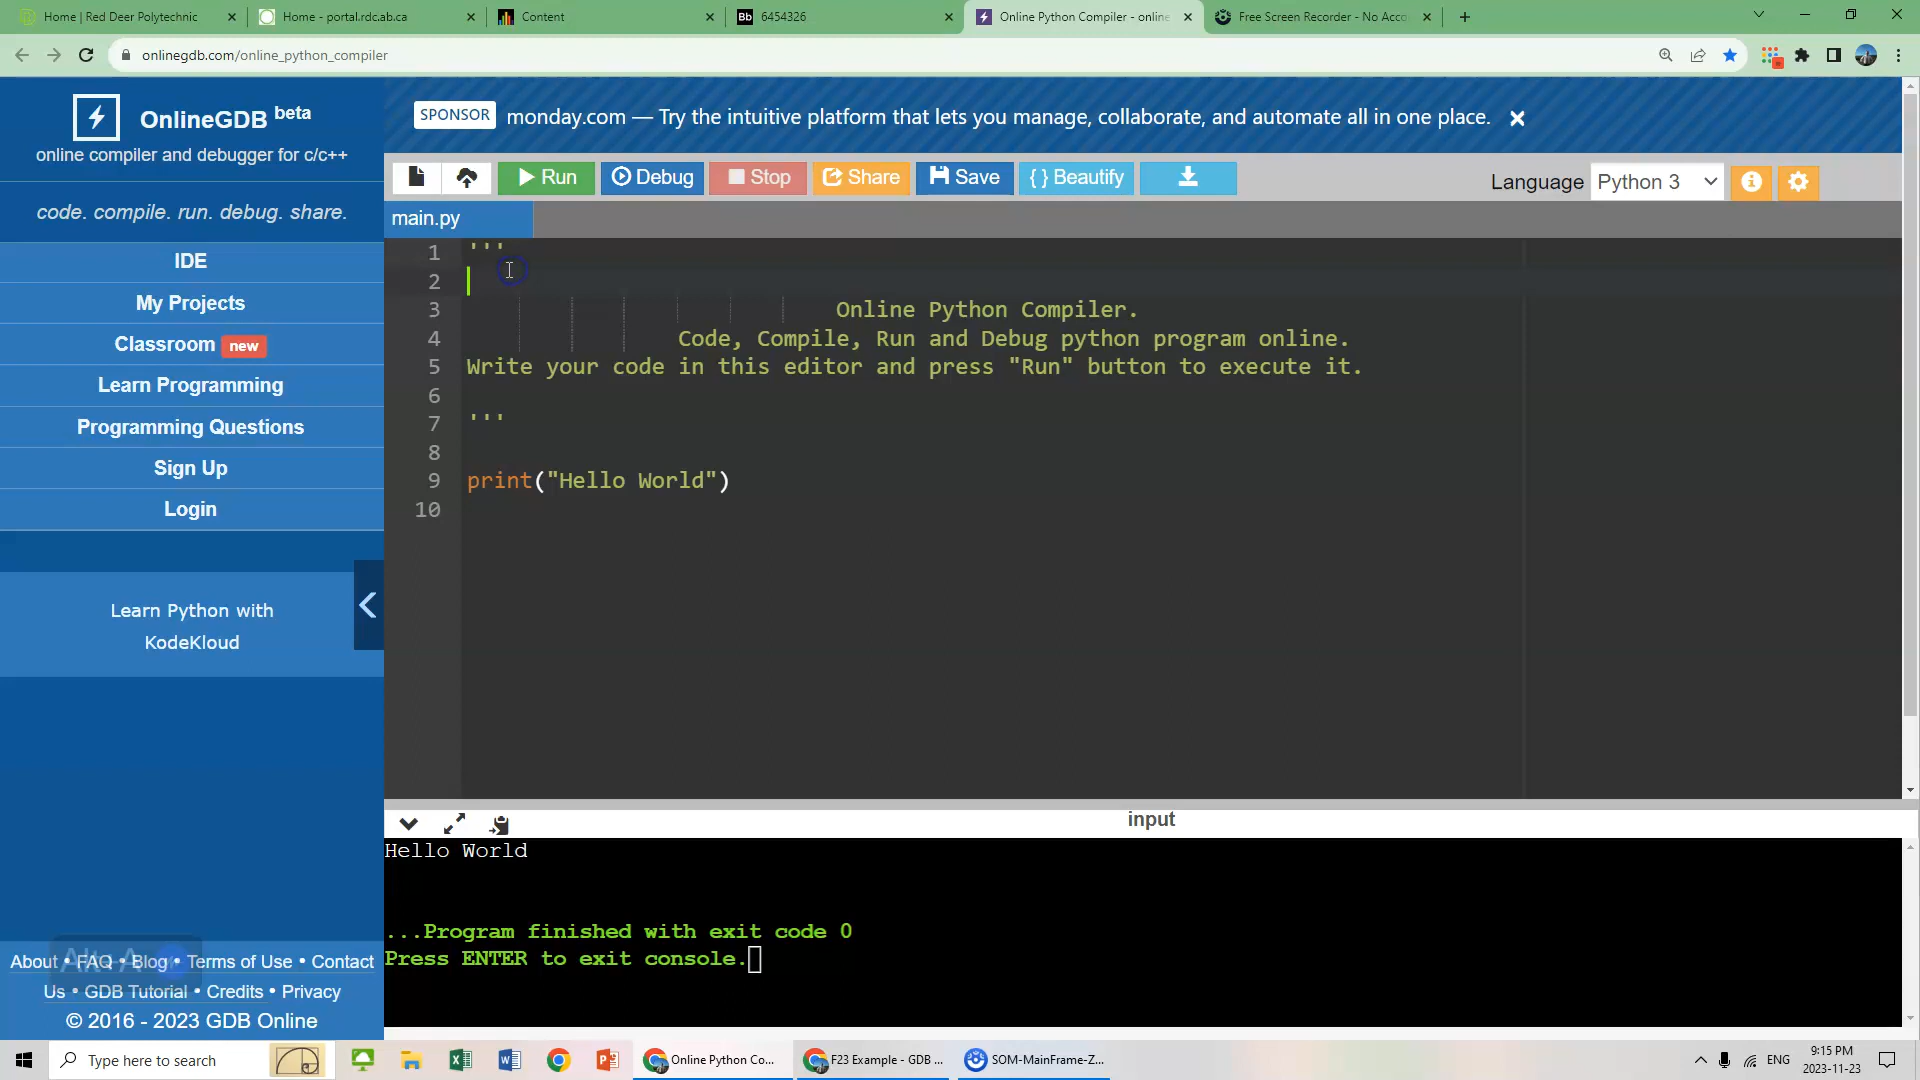 Home | Red Deer Polytechnic
Home - portal.rdc.ab.ca
Content
Bb 6454326
Online Python Compiler - online
Free Screen Recorder - No Acco
onlinegdb.com/online_python_compiler
OnlineGDB beta
online compiler and debugger for c/c++
code. compile. run. debug. share.
IDE
My Projects
Classroom new
Learn Programming
Programming Questions
Sign Up
Login
Learn Python with
KodeKloud
About • FAQ • Blog • Terms of Use • Contact
Us • GDB Tutorial • Credits • Privacy
© 2016 - 2023 GDB Online
SPONSOR monday.com — Try the intuitive platform that lets you manage, collaborate, and automate all in one place.
Run Debug Stop Share Save { } Beautify
Language Python 3
main.py
1 '''
2
3 Online Python Compiler.
4 Code, Compile, Run and Debug python program online.
5 Write your code in this editor and press "Run" button to execute it.
6
7 '''
8
9 print("Hello World")
10
input
Hello World
...Program finished with exit code 0
Press ENTER to exit console.
Type here to search
Online Python Co...
F23 Example - GDB ...
SOM-MainFrame-Z...
ENG
9:15 PM
2023-11-23